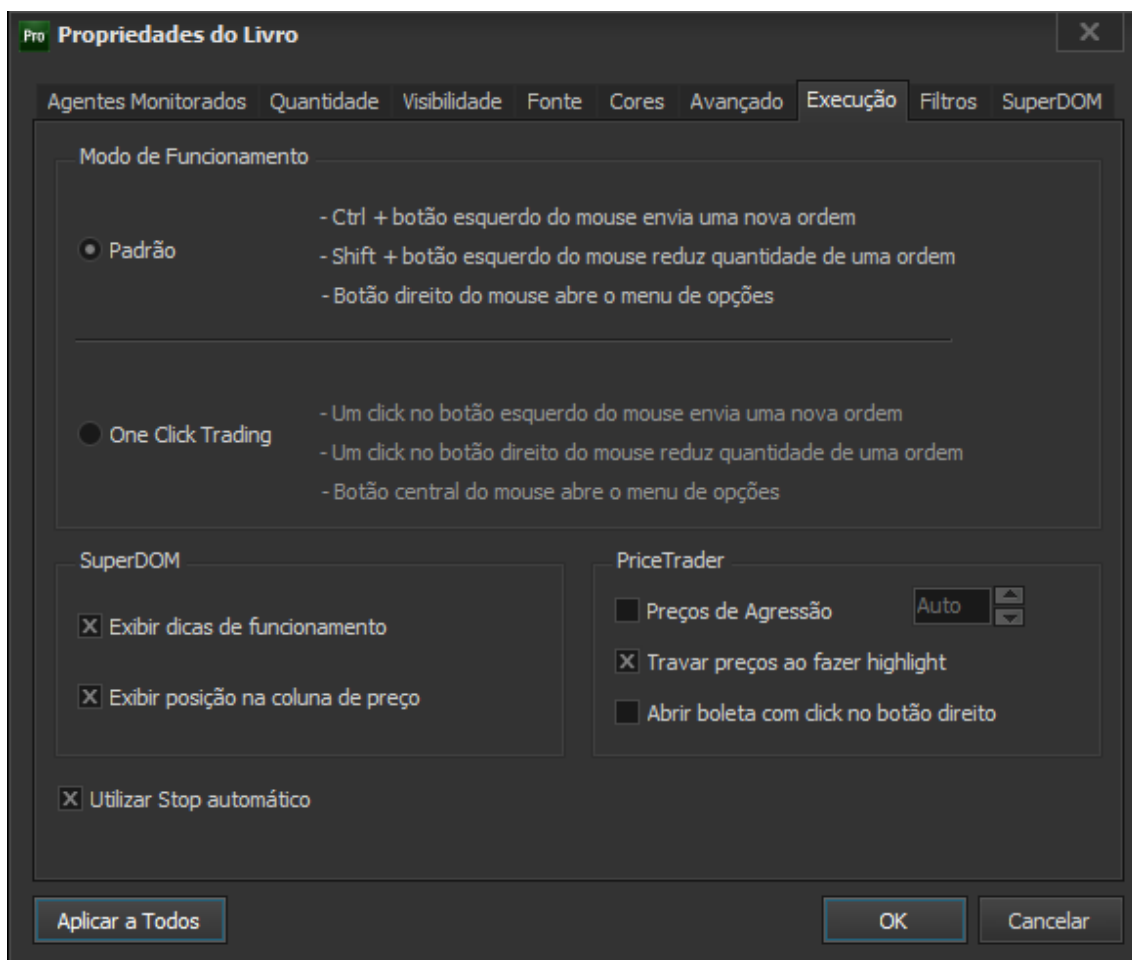 Pro Propriedades do Livro
Agentes Monitorados Quantidade Visibilidade Fonte Cores Avançado Execução Filtros SuperDOM
Modo de Funcionamento
- Ctrl + botão esquerdo do mouse envia uma nova ordem
Padrão
- Shift + botão esquerdo do mouse reduz quantidade de uma ordem
- Botão direito do mouse abre o menu de opções
- Um click no botão esquerdo do mouse envia uma nova ordem
One Click Trading
- Um click no botão direito do mouse reduz quantidade de uma ordem
- Botão central do mouse abre o menu de opções
SuperDOM
Exibir dicas de funcionamento
Exibir posição na coluna de preço
PriceTrader
Preços de Agressão Auto
Travar preços ao fazer highlight
Abrir boleta com click no botão direito
Utilizar Stop automático
Aplicar a Todos OK Cancelar